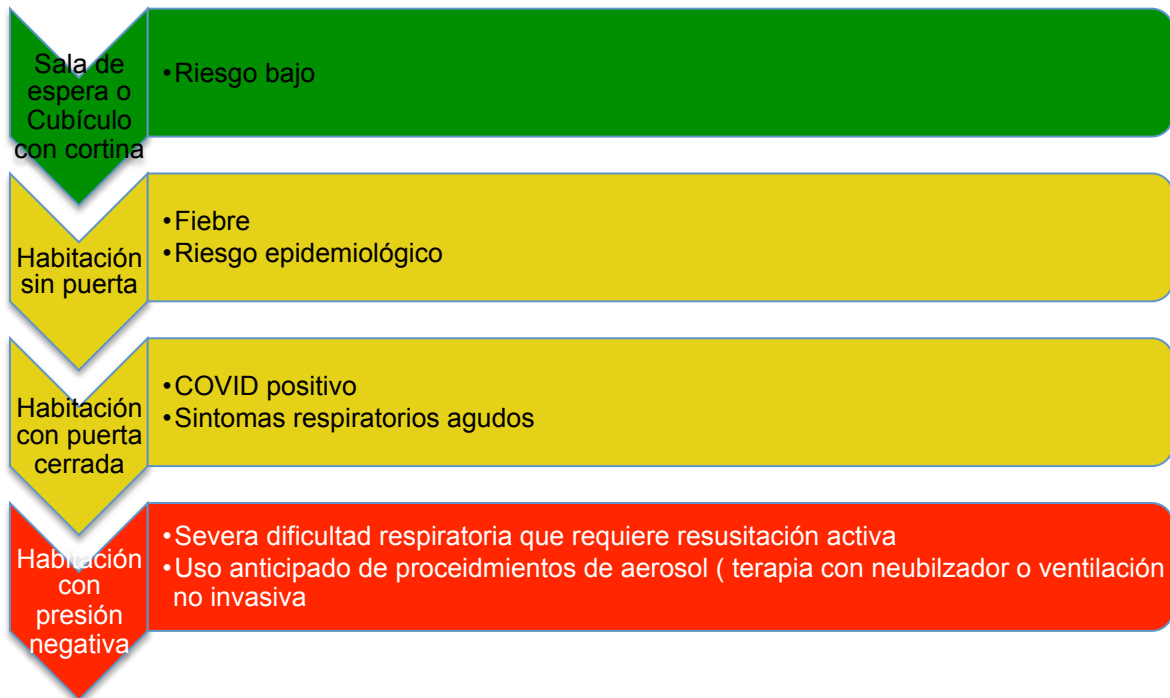 Sala de
espera o
Cubículo
con cortina
•Riesgo bajo
Habitación
sin puerta
•Fiebre
•Riesgo epidemiológico
Habitación
con puerta
cerrada
•COVID positivo
•Sintomas respiratorios agudos
Habitación
con
presión
negativa
•Severa dificultad respiratoria que requiere resusitación activa
•Uso anticipado de proceidmientos de aerosol ( terapia con neubilzador o ventilación
no invasiva